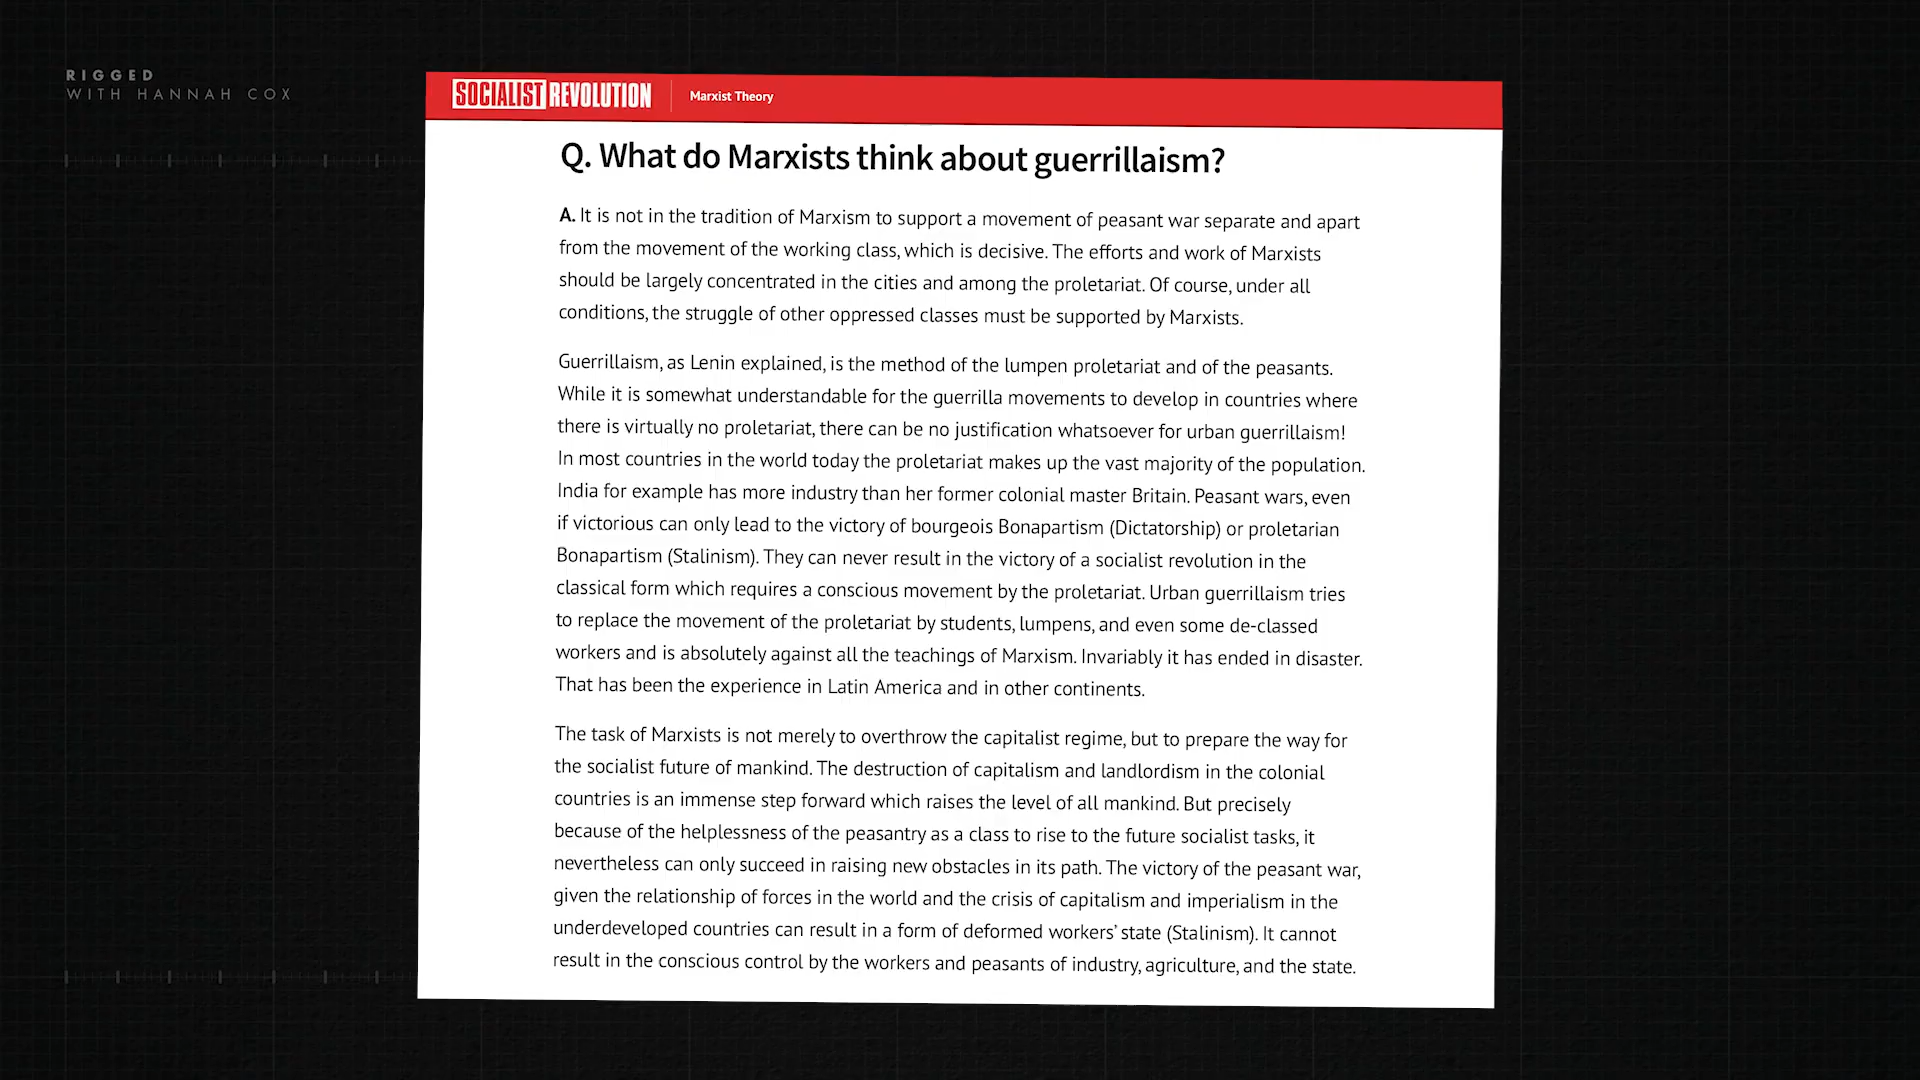 RIGGED
WITH HANNAH COX
SOCIALIST REVOLUTION
Marxist Theory
Q. What do Marxists think about guerrillaism?
A. It is not in the tradition of Marxism to support a movement of peasant war separate and apart
from the movement of the working class, which is decisive. The efforts and work of Marxists
should be largely concentrated in the cities and among the proletariat. Of course, under all
conditions, the struggle of other oppressed classes must be supported by Marxists.
Guerrillaism, as Lenin explained, is the method of the lumpen proletariat and of the peasants.
While it is somewhat understandable for the guerrilla movements to develop in countries where
there is virtually no proletariat, there can be no justification whatsoever for urban guerrillaism!
In most countries in the world today the proletariat makes up the vast majority of the population.
India for example has more industry than her former colonial master Britain. Peasant wars, even
if victorious can only lead to the victory of bourgeois Bonapartism (Dictatorship) or proletarian
Bonapartism (Stalinism). They can never result in the victory of a socialist revolution in the
classical form which requires a conscious movement by the proletariat. Urban guerrillaism tries
to replace the movement of the proletariat by students, lumpens, and even some de-classed
workers and is absolutely against all the teachings of Marxism. Invariably it has ended in disaster.
That has been the experience in Latin America and in other continents.
The task of Marxists is not merely to overthrow the capitalist regime, but to prepare the way for
the socialist future of mankind. The destruction of capitalism and landlordism in the colonial
countries is an immense step forward which raises the level of all mankind. But precisely
because of the helplessness of the peasantry as a class to rise to the future socialist tasks, it
nevertheless can only succeed in raising new obstacles in its path. The victory of the peasant war,
given the relationship of forces in the world and the crisis of capitalism and imperialism in the
underdeveloped countries can result in a form of deformed workers' state (Stalinism). It cannot
result in the conscious control by the workers and peasants of industry, agriculture, and the state.